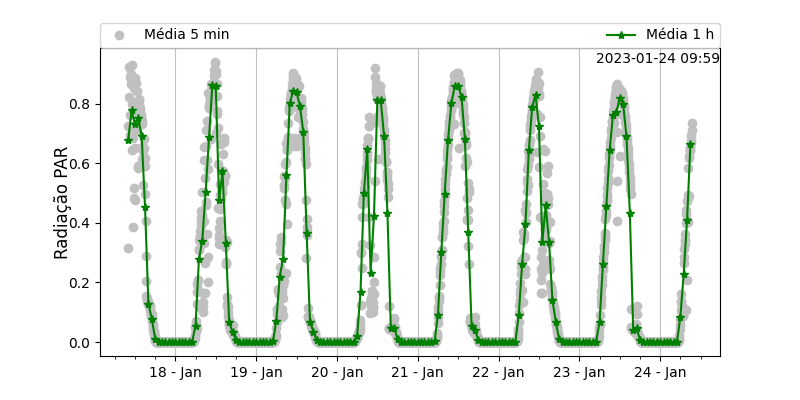 Média 5 min
Média 1 h
2023-01-24 09:59
Radiação PAR
0.8
0.6
0.4
0.2
0.0
18 - Jan
19 - Jan
20 - Jan
21 - Jan
22 - Jan
23 - Jan
24 - Jan